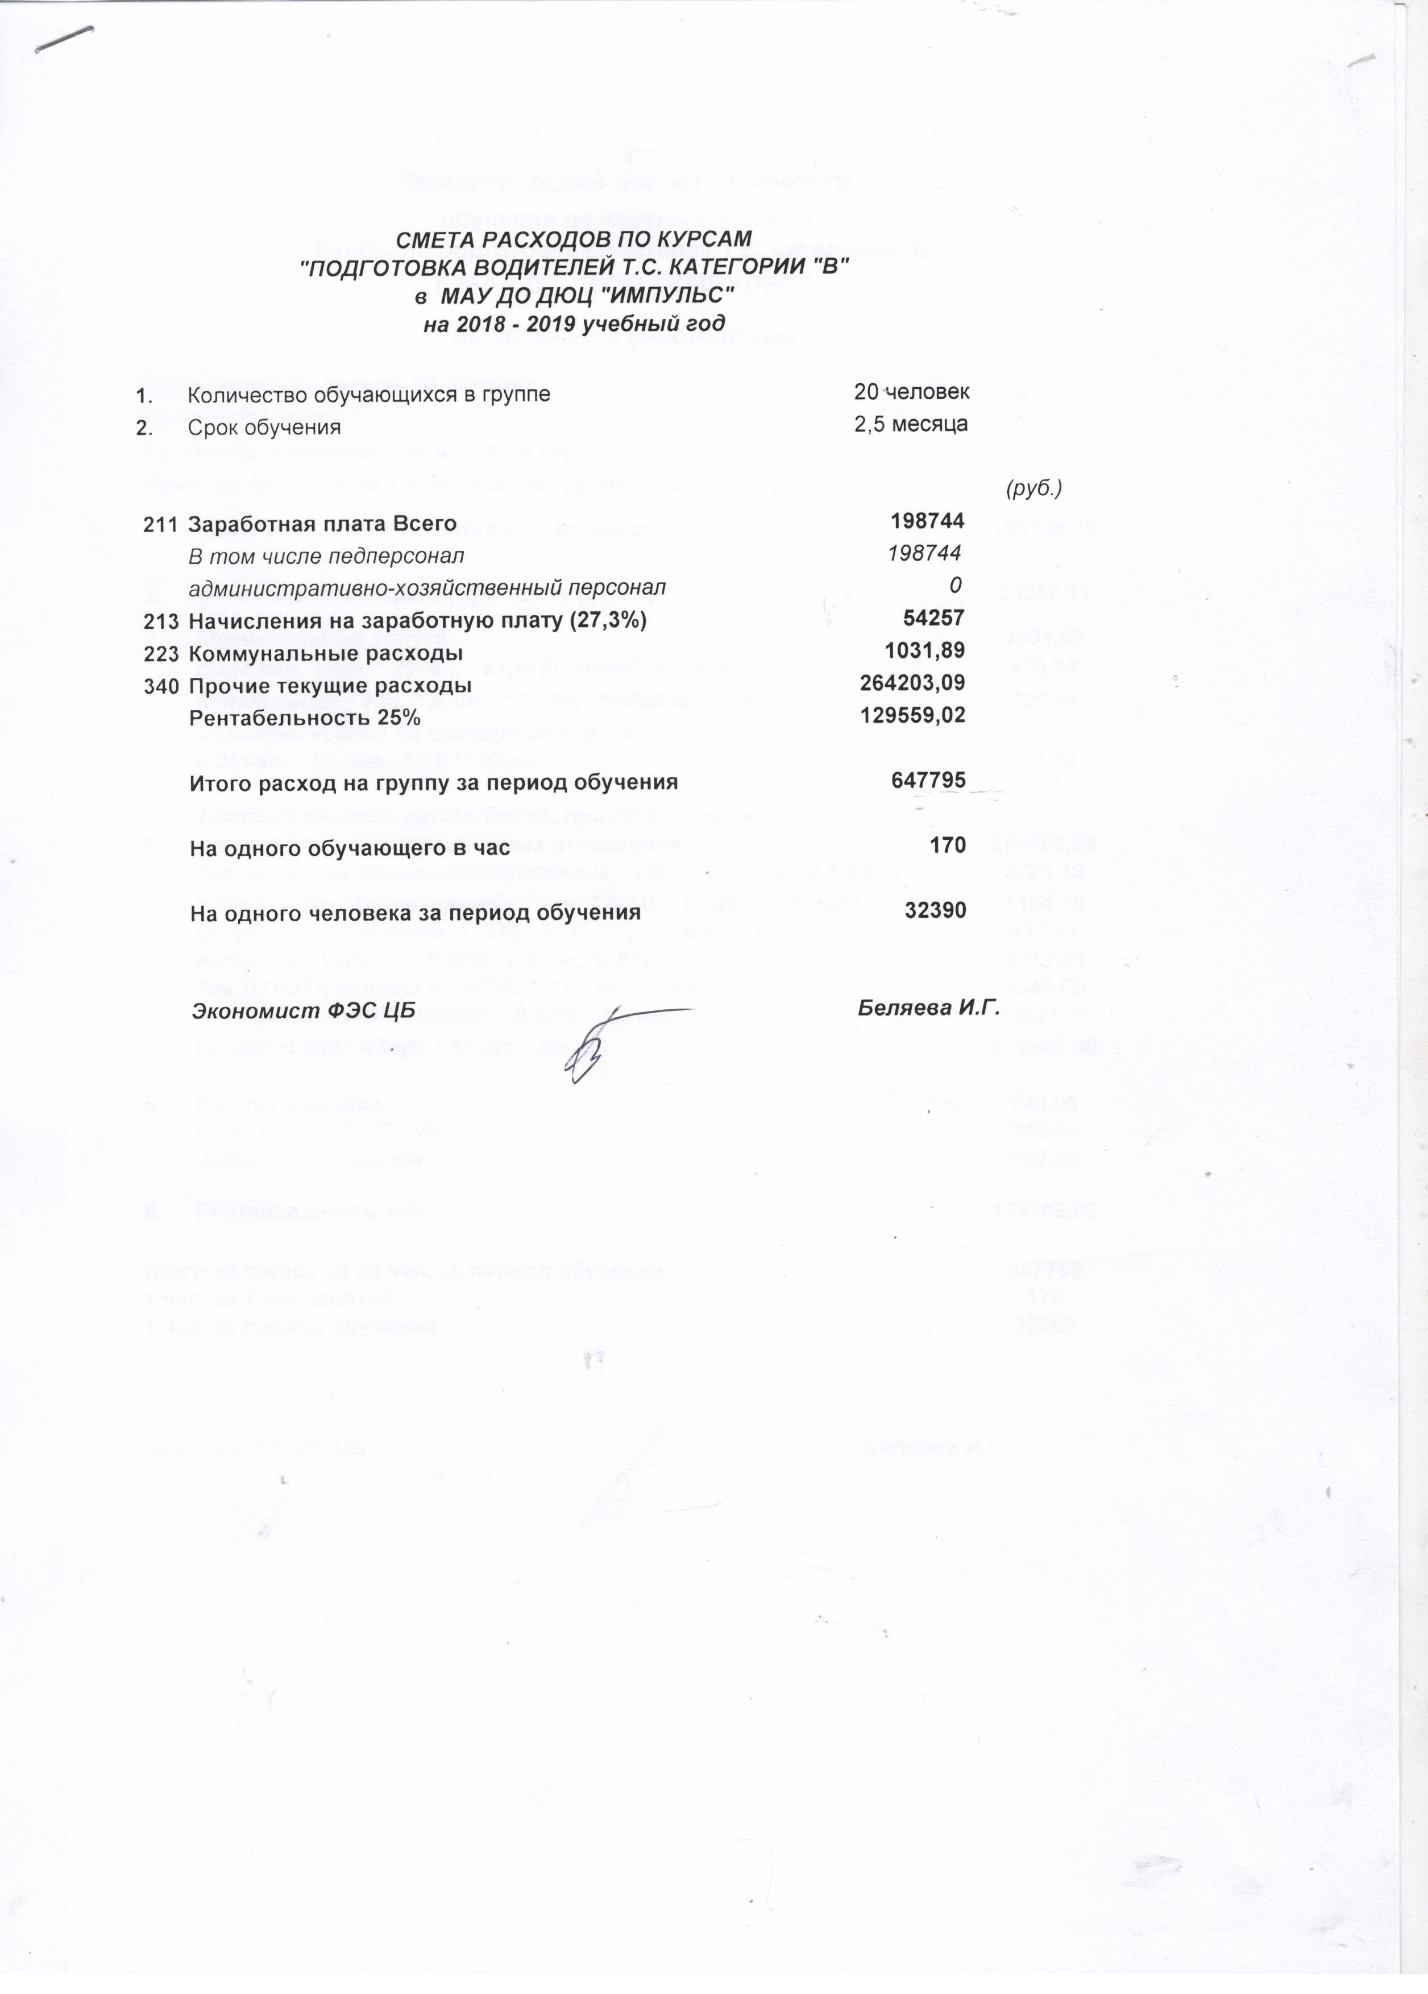 СМЕТА РАСХОДОВ ПО КУРСАМ
"ПОДГОТОВКА ВОДИТЕЛЕЙ Т.С. КАТЕГОРИИ "В"
в МАУ ДО ДЮЦ "ИМПУЛЬС"
на 2018 - 2019 учебный год
1. Количество обучающихся в группе 20 человек
2. Срок обучения 2,5 месяца
(руб.)
211 Заработная плата Всего 198744
В том числе педперсонал 198744
административно-хозяйственный персонал 0
213 Начисления на заработную плату (27,3%) 54257
223 Коммунальные расходы 1031,89
340 Прочие текущие расходы 264203,09
Рентабельность 25% 129559,02
Итого расход на группу за период обучения 647795
На одного обучающего в час 170
На одного человека за период обучения 32390
Экономист ФЭС ЦБ Беляева И.Г.